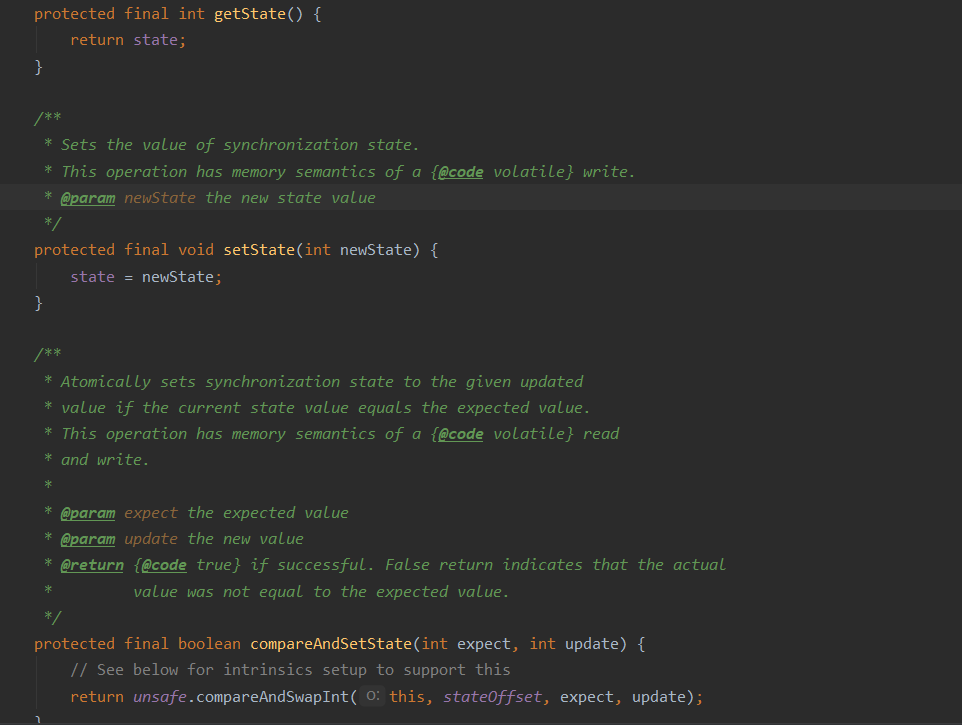 protected final int getState() {
return state;
}
/**
* Sets the value of synchronization state.
* This operation has memory semantics of a {@code volatile} write.
* @param newState the new state value
*/
protected final void setState(int newState) {
state = newState;
}
/**
* Atomically sets synchronization state to the given updated
* value if the current state value equals the expected value.
* This operation has memory semantics of a {@code volatile} read
* and write.
*
* @param expect the expected value
* @param update the new value
* @return {@code true} if successful. False return indicates that the actual
* value was not equal to the expected value.
*/
protected final boolean compareAndSetState(int expect, int update) {
// See below for intrinsics setup to support this
return unsafe.compareAndSwapInt( o: this, stateOffset, expect, update);
}